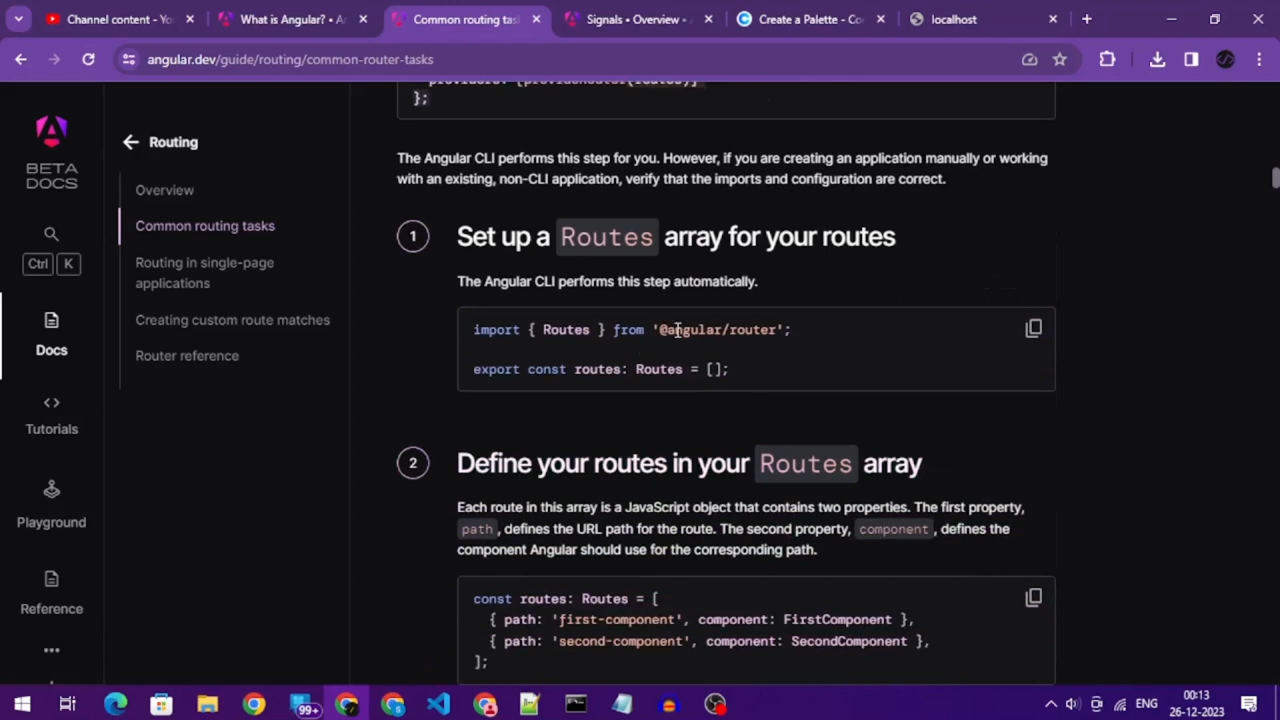 Channel content - Yo
What is Angular? • A
Common routing tas
Signals • Overview •
Create a Palette - Co
localhost
angular.dev/guide/routing/common-router-tasks
BETA
DOCS
Ctrl K
Docs
Tutorials
Playground
Reference
Routing
Overview
Common routing tasks
Routing in single-page
applications
Creating custom route matches
Router reference
providers: [provideRouter(routes)]
};
The Angular CLI performs this step for you. However, if you are creating an application manually or working
with an existing, non-CLI application, verify that the imports and configuration are correct.
1 Set up a Routes array for your routes
The Angular CLI performs this step automatically.
import { Routes } from '@angular/router';
export const routes: Routes = [];
2 Define your routes in your Routes array
Each route in this array is a JavaScript object that contains two properties. The first property,
path, defines the URL path for the route. The second property, component, defines the
component Angular should use for the corresponding path.
const routes: Routes = [
{ path: 'first-component', component: FirstComponent },
{ path: 'second-component', component: SecondComponent },
];
99+
ENG
00:13
26-12-2023